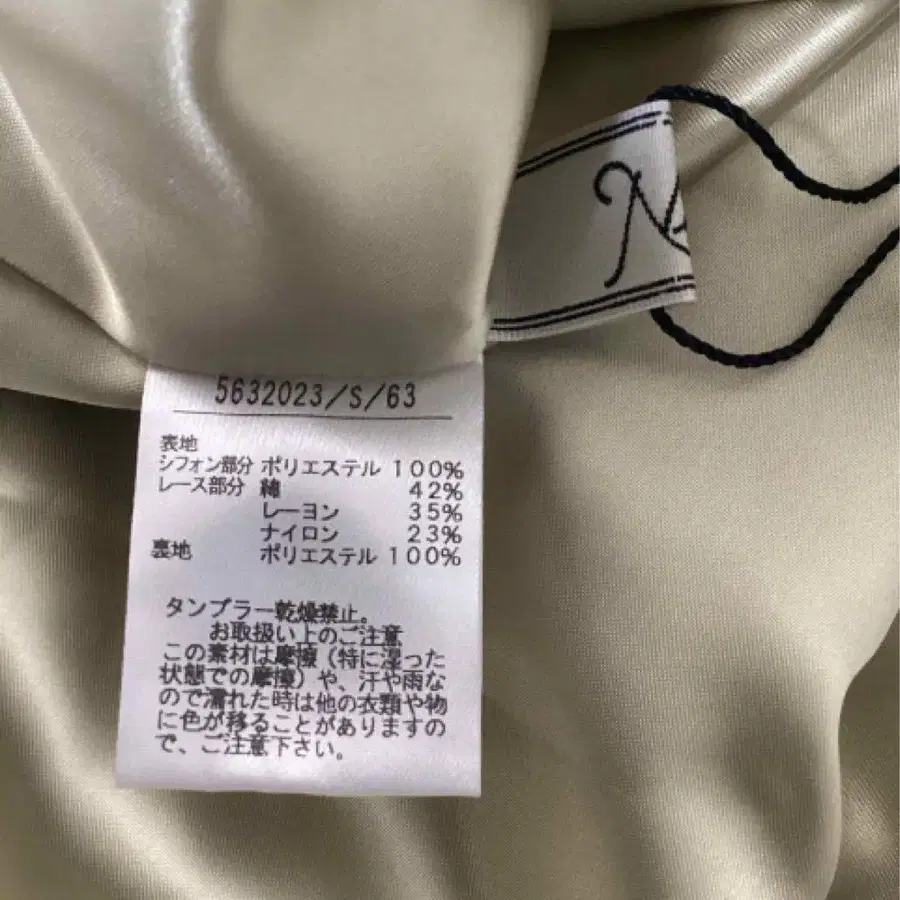 5632023/S/63
表地
シフォン部分 ポリエステル 100%
レース部分 綿 42%
レーヨン 35%
ナイロン 23%
裏地 ポリエステル 100%
タンブラー乾燥禁止。
お取扱い上のご注意
この素材は摩擦(特に湿った
状態での摩擦)や、汗や雨な
ので濡れた時は他の衣類や物
に色が移ることがありますの
で、ご注意下さい。